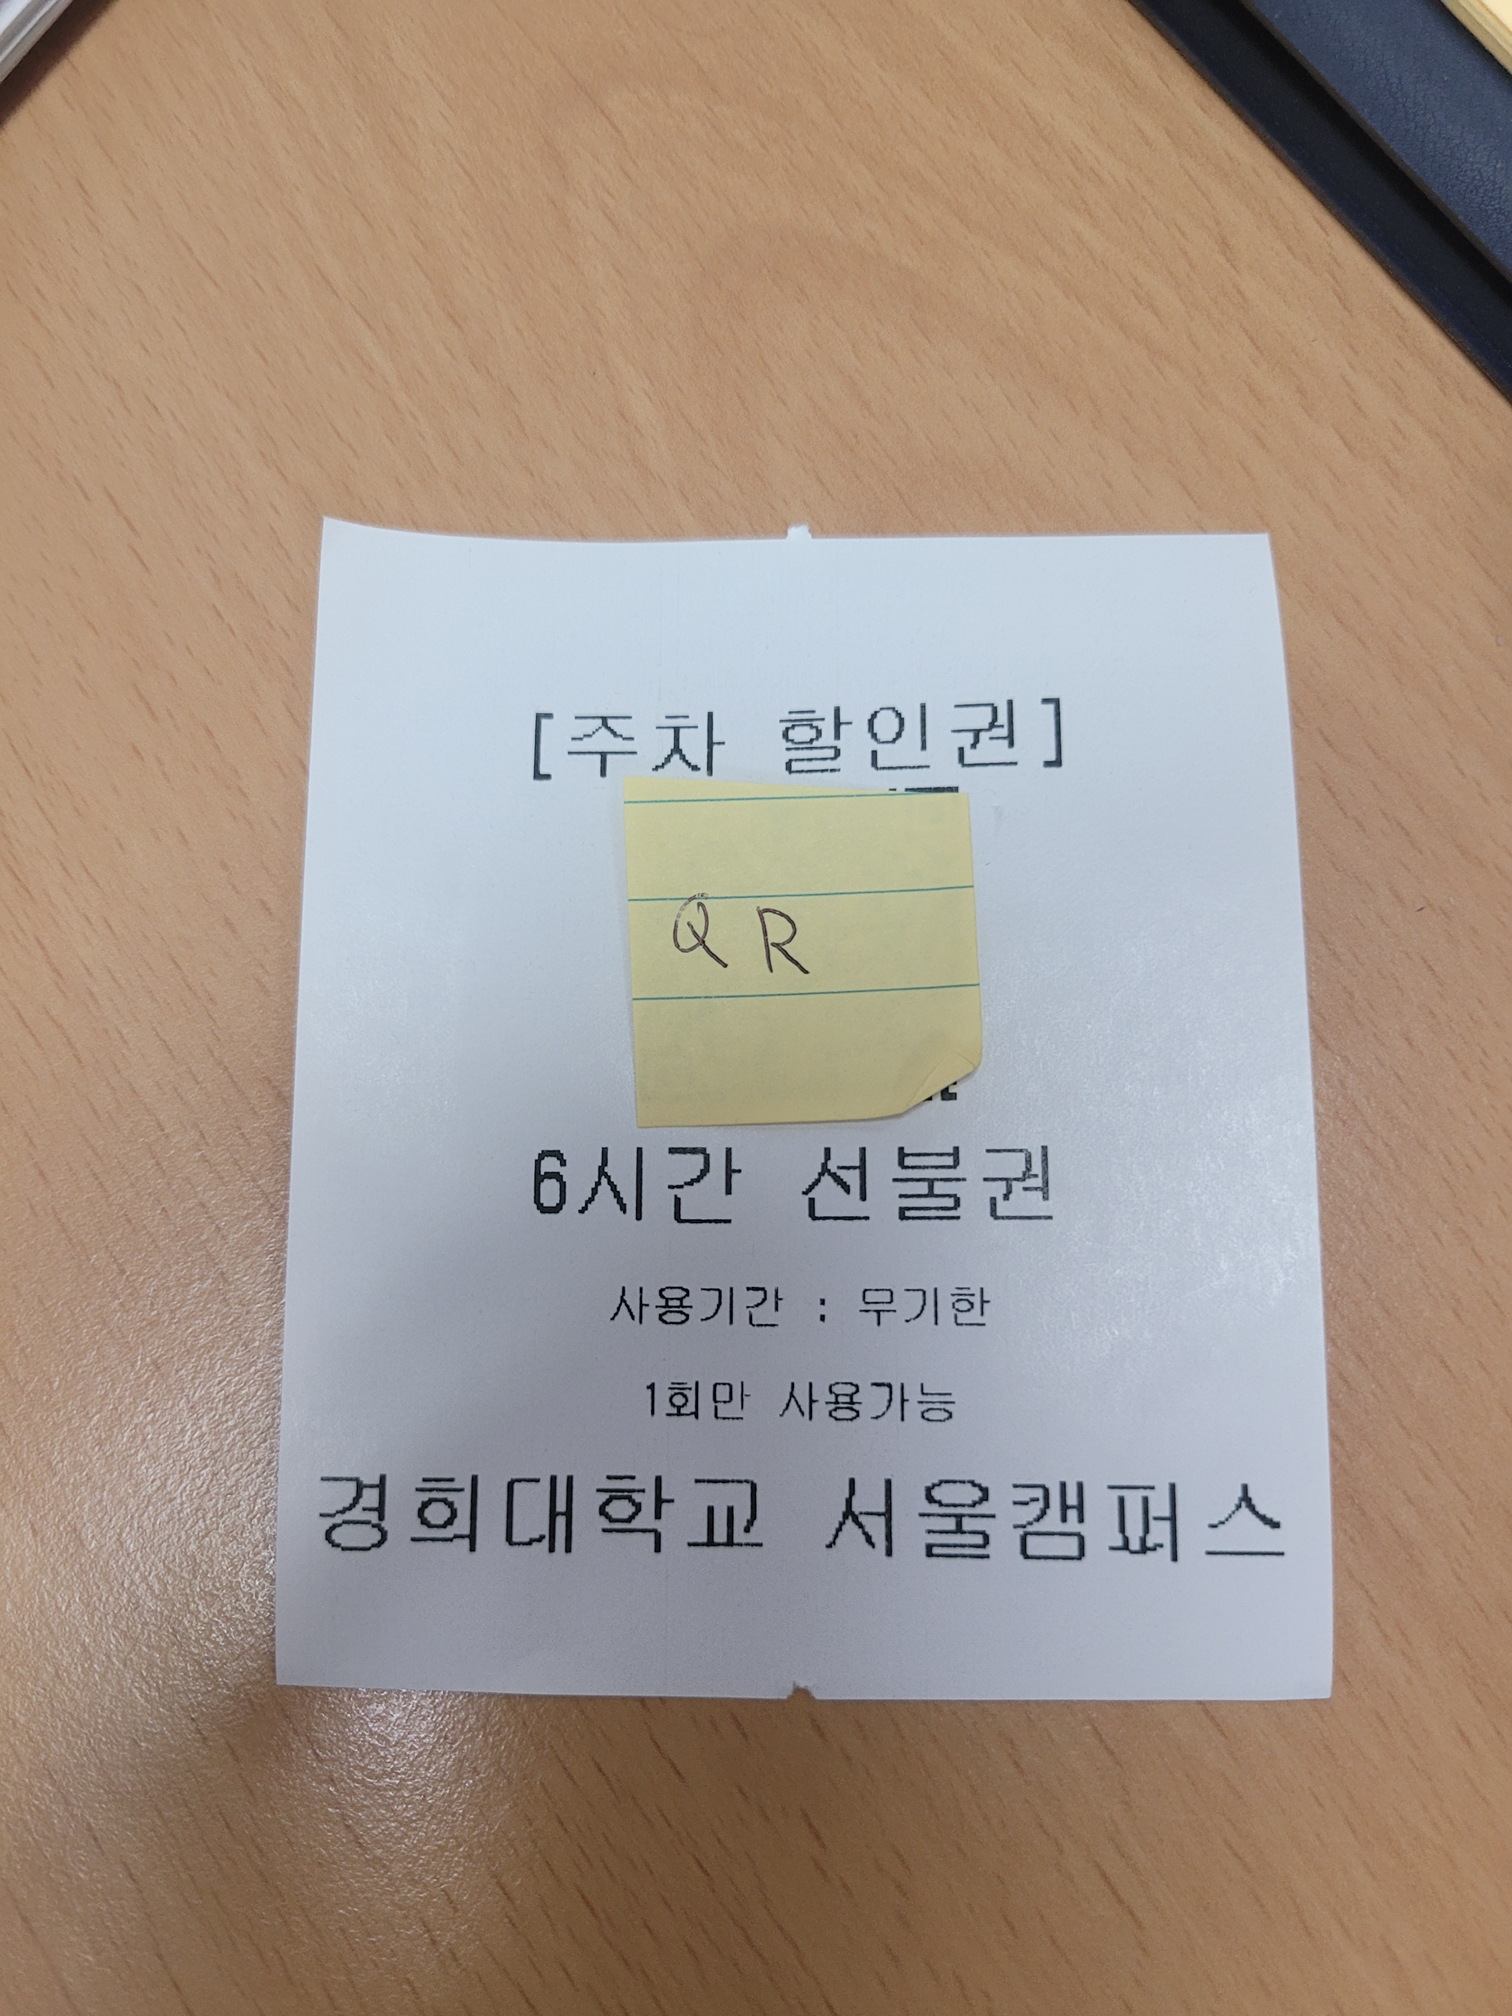 [주차 할인권]
QR
6시간 선불권
사용기간 : 무기한
1회만 사용가능
경희대학교 서울캠퍼스